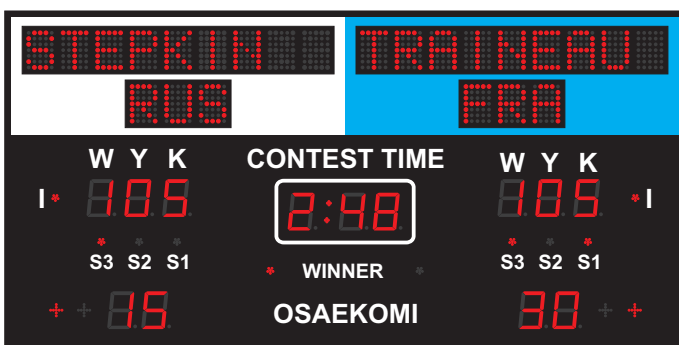 STEPKIN TRAINEAU
RUS FRA
W Y K CONTEST TIME W Y K
I 105 2:48 105 I
S3 S2 S1 WINNER S3 S2 S1
15 OSAEKOMI 30